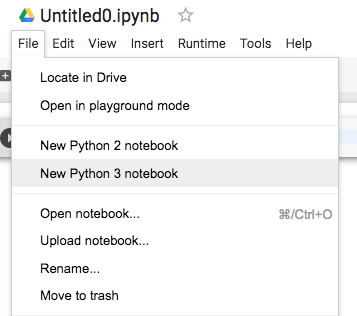 Untitled0.ipynb
File Edit View Insert Runtime Tools Help
Locate in Drive
Open in playground mode
New Python 2 notebook
New Python 3 notebook
Open notebook... ⌘/Ctrl+O
Upload notebook...
Rename...
Move to trash